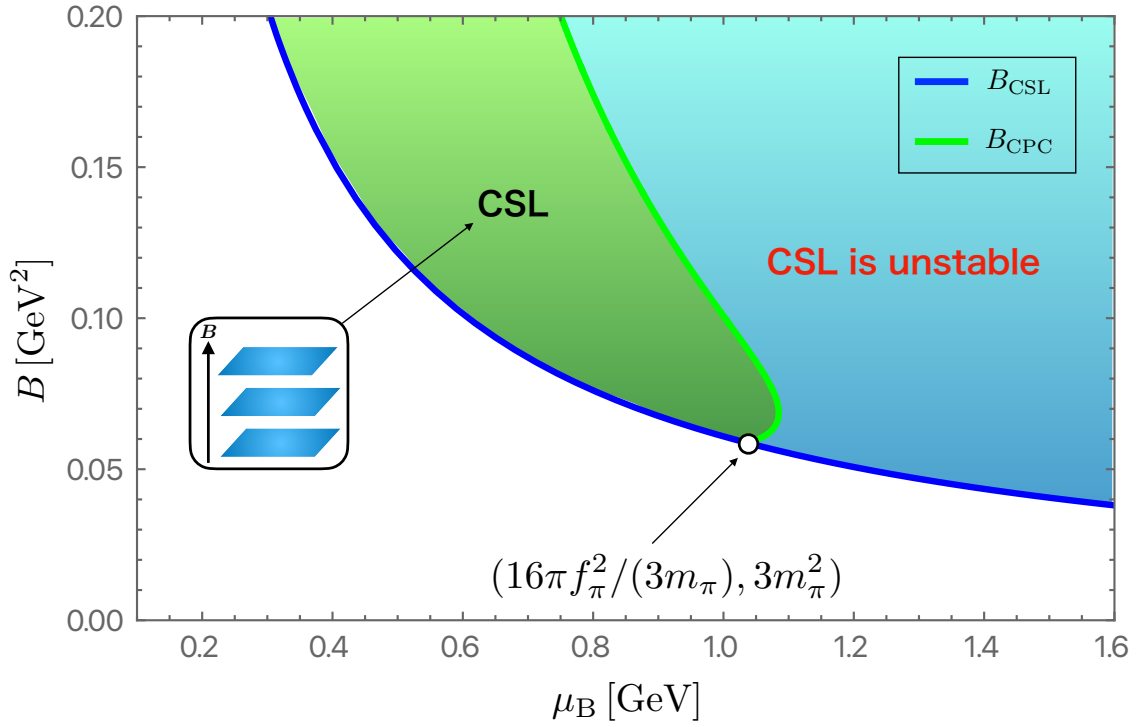 0.20
0.15
0.10
0.05
0.00
B [GeV²]
B_CSL
B_CPC
CSL
CSL is unstable
B
(16πf_π²/(3m_π), 3m_π²)
0.2 0.4 0.6 0.8 1.0 1.2 1.4 1.6
μ_B [GeV]